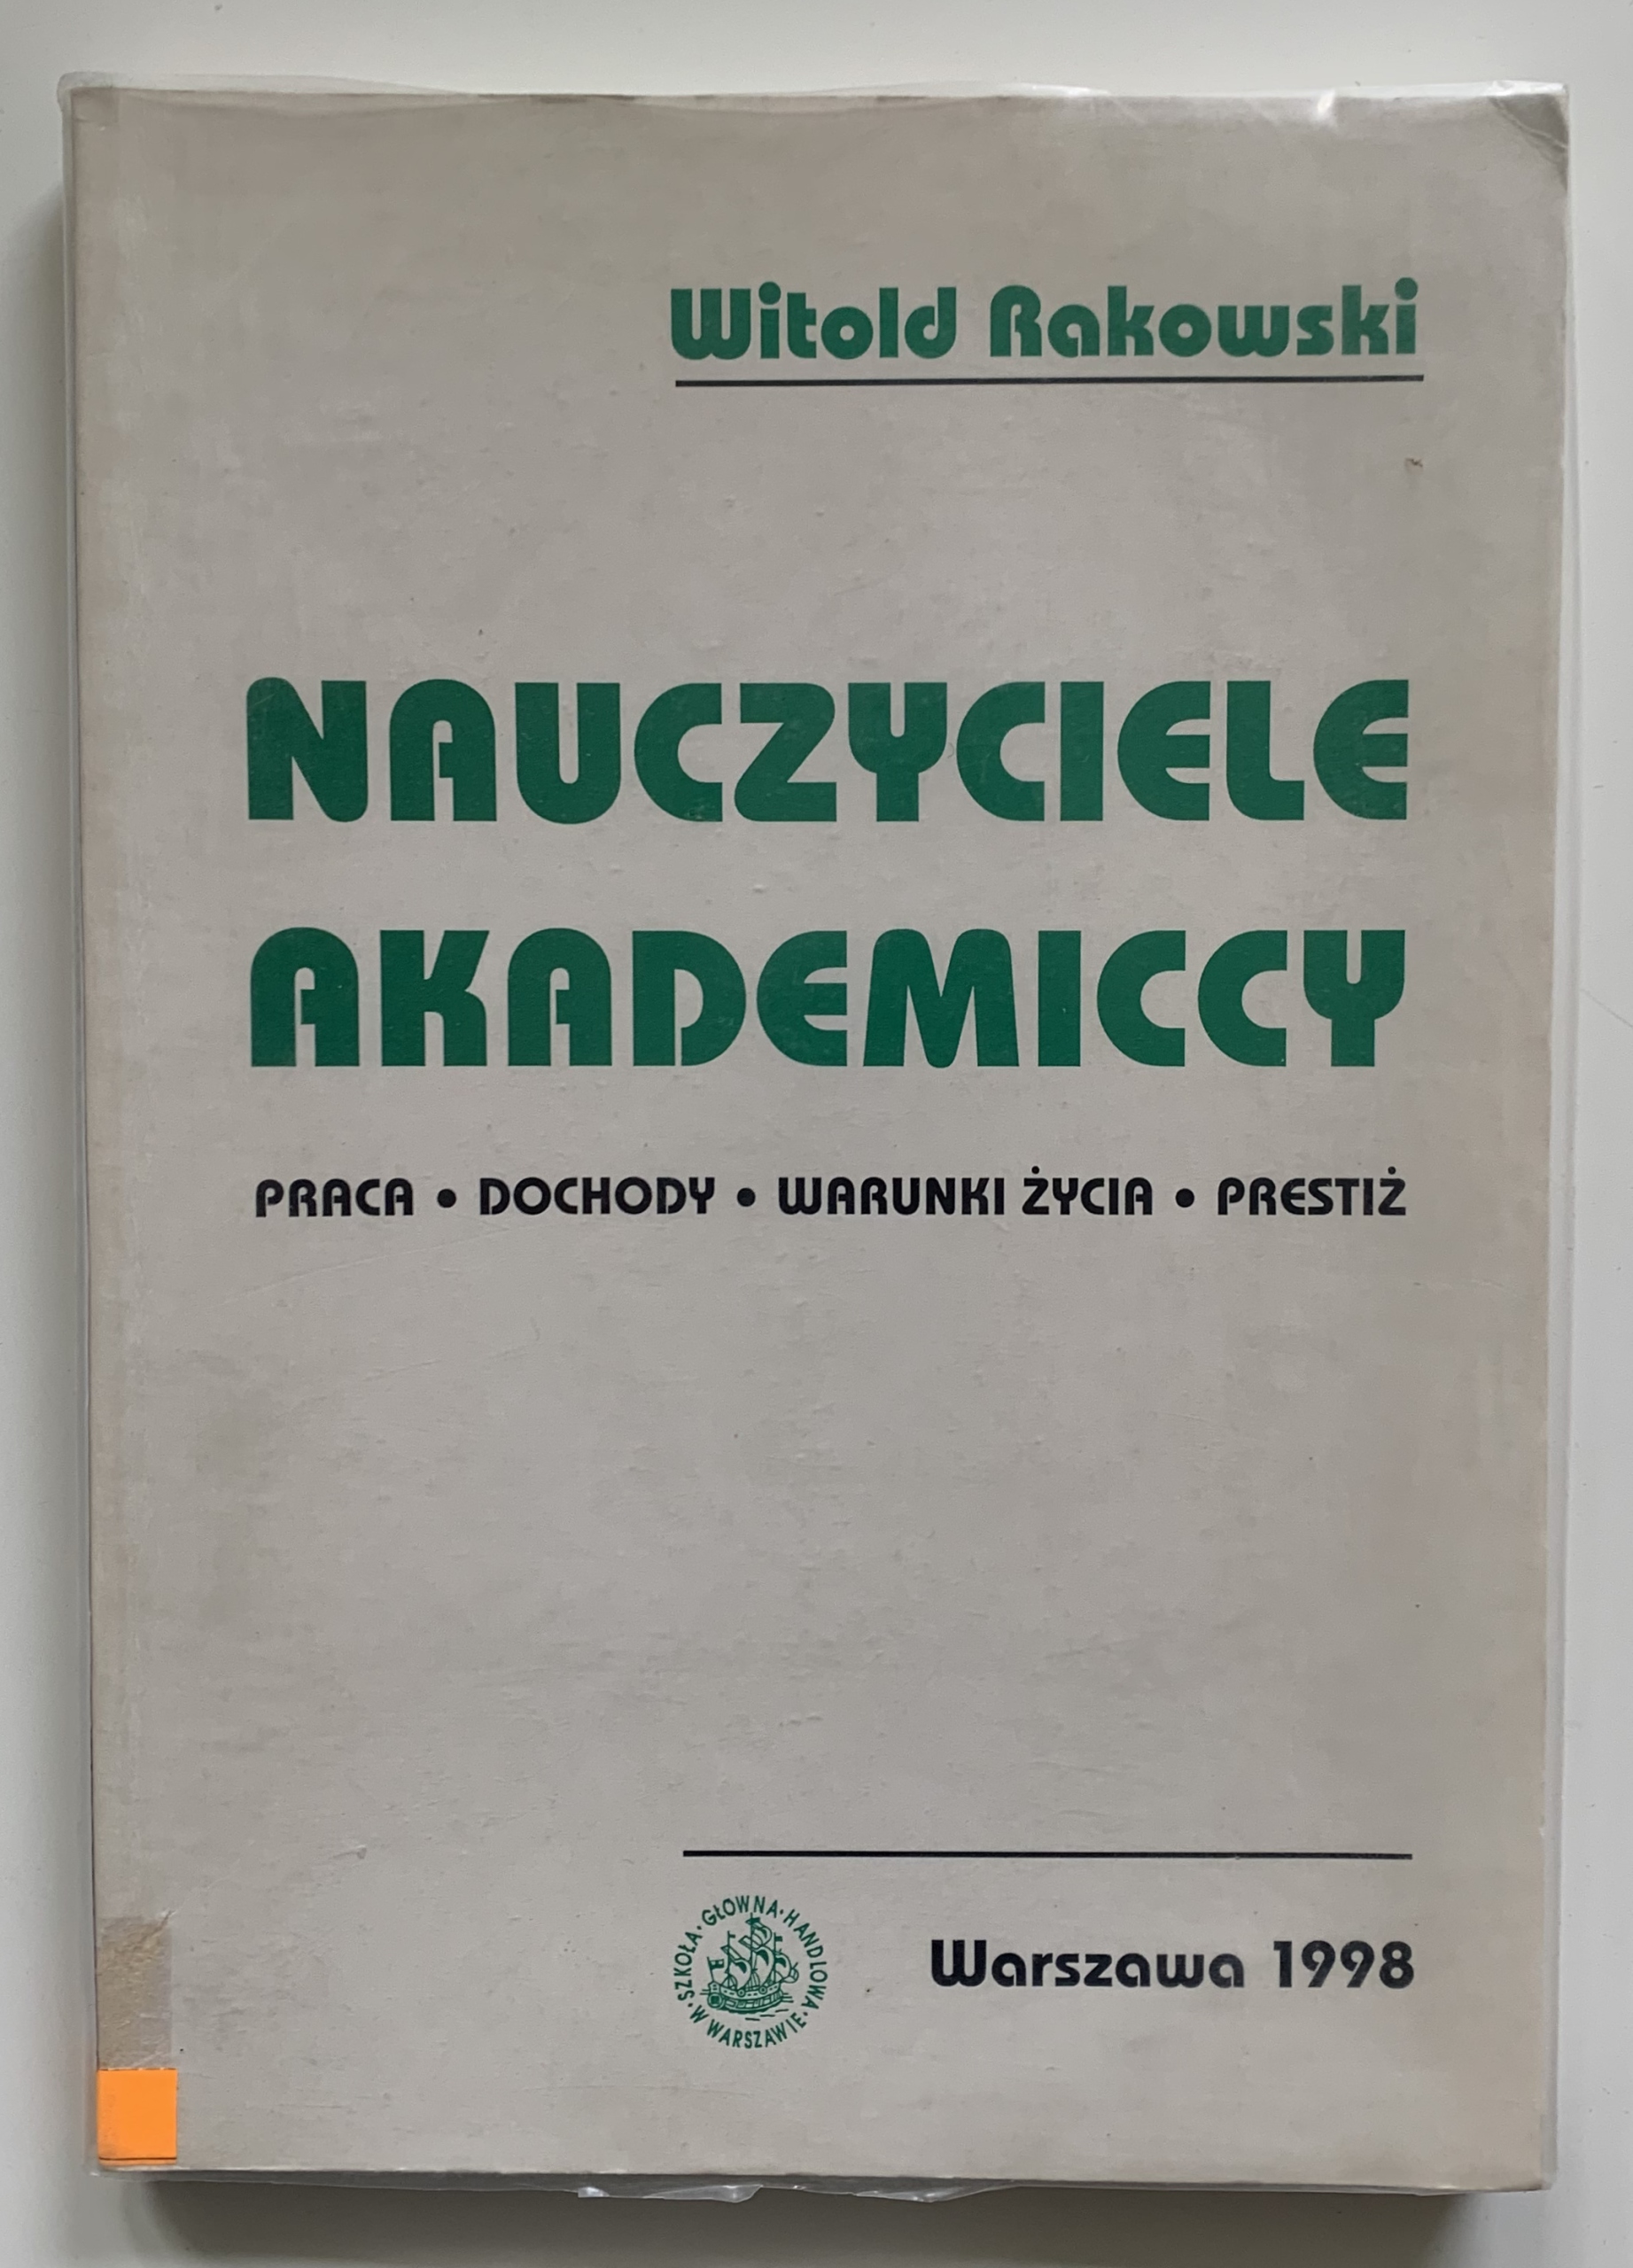 Witold Rakowski
NAUCZYCIELE
AKADEMICCY
PRACA • DOCHODY • WARUNKI ŻYCIA • PRESTIŻ
SZKOŁA · GŁÓWNA · HANDLOWA · W WARSZAWIE ·
Warszawa 1998